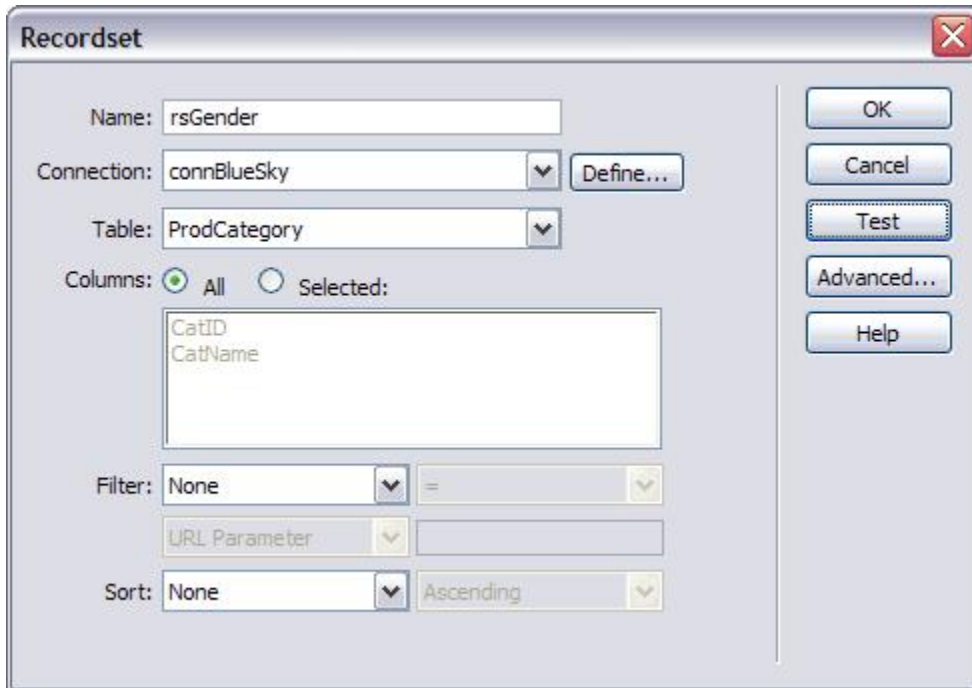 Recordset
Name: rsGender
Connection: connBlueSky Define...
Table: ProdCategory
Columns: All Selected:
CatID
CatName
Filter: None =
URL Parameter
Sort: None Ascending
OK
Cancel
Test
Advanced...
Help